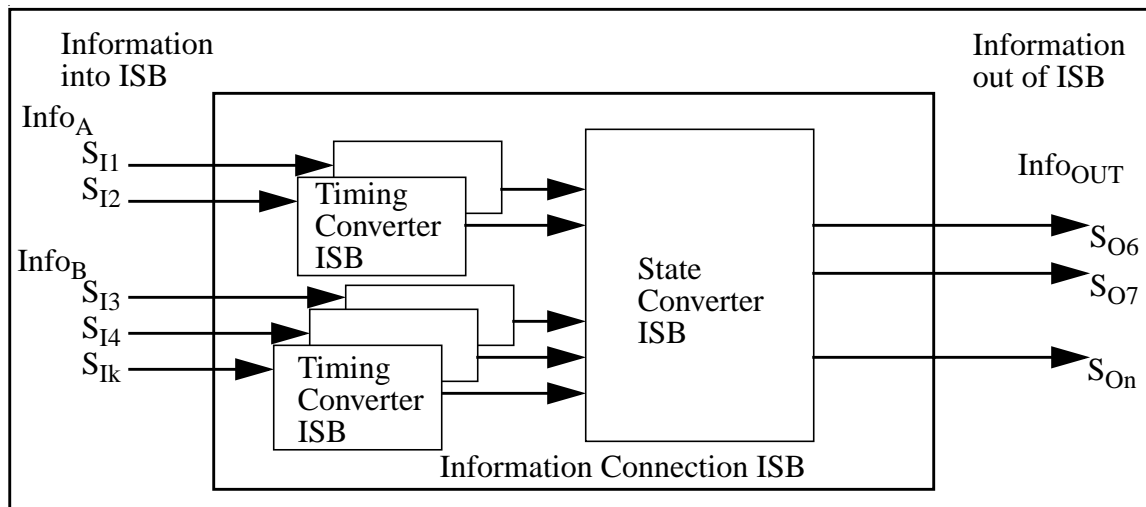 Information
into ISB
Information
out of ISB
Info_A
S_I1
S_I2
Info_B
S_I3
S_I4
S_Ik
Timing
Converter
ISB
Timing
Converter
ISB
State
Converter
ISB
Info_OUT
S_O6
S_O7
S_On
Information Connection ISB